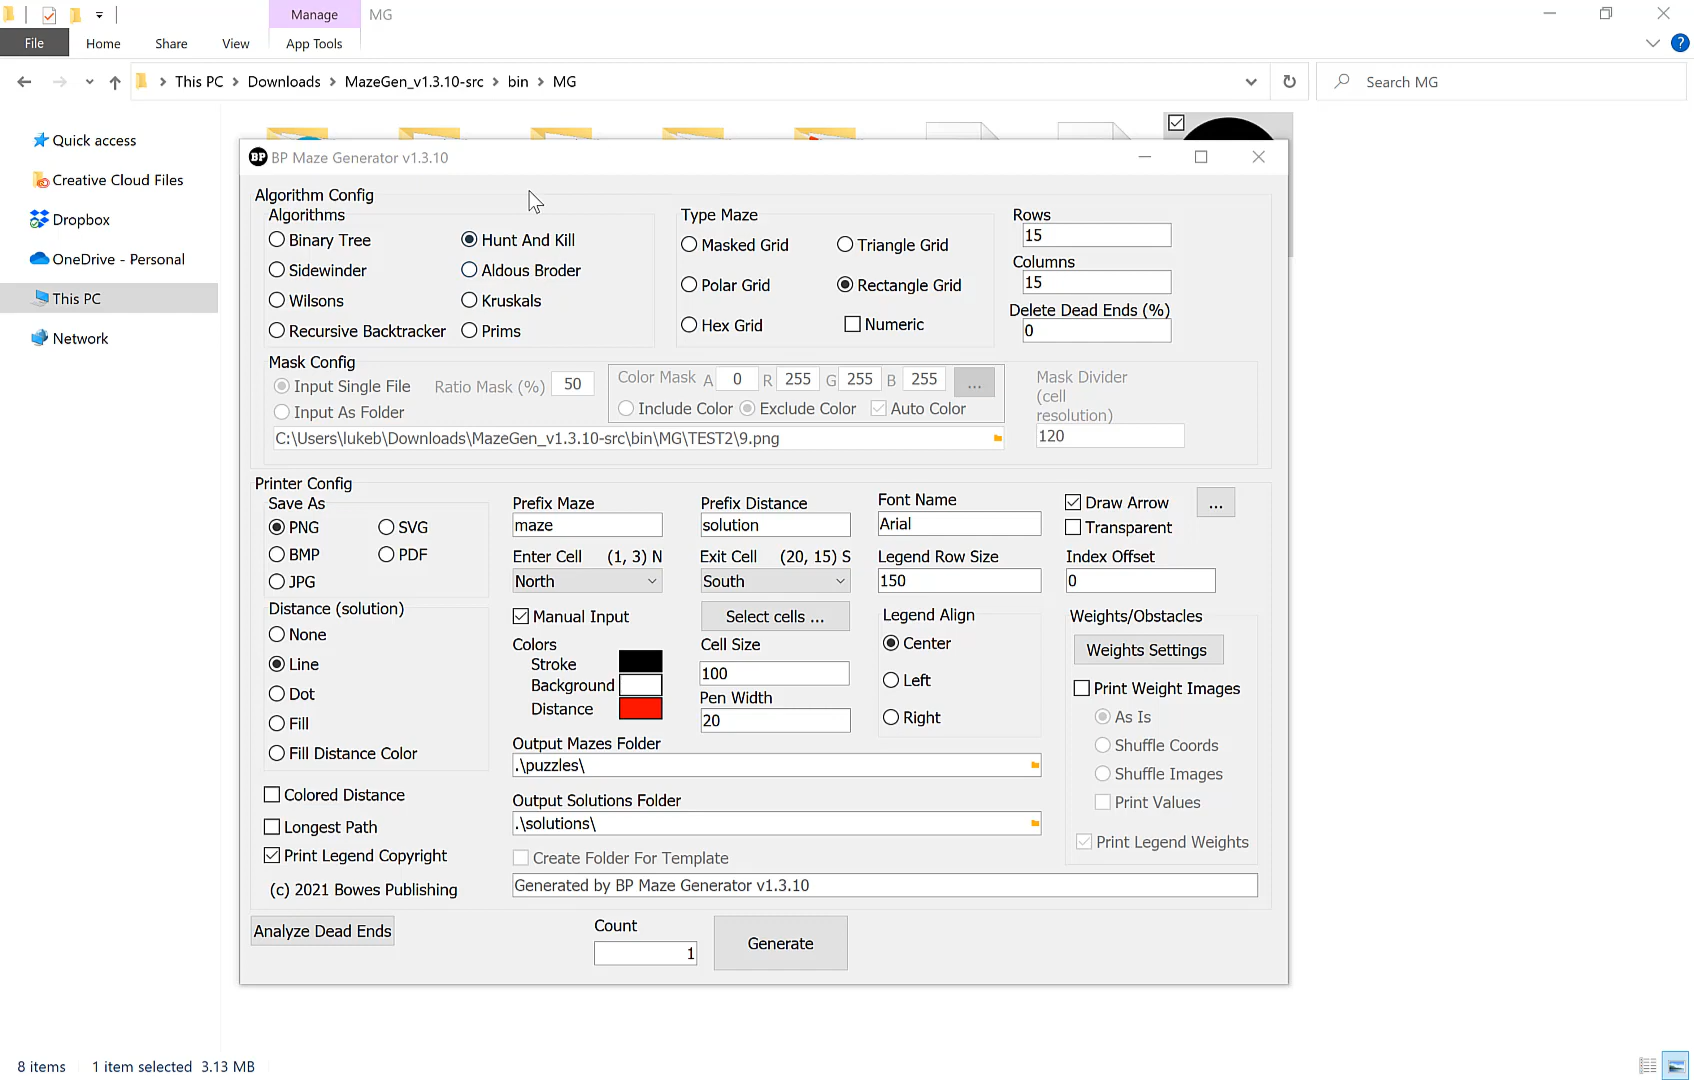 Manage MG
File Home Share View App Tools
This PC Downloads MazeGen_v1.3.10-src bin MG Search MG
Quick access
Creative Cloud Files
Dropbox
OneDrive - Personal
This PC
Network
BP BP Maze Generator v1.3.10
Algorithm Config
Algorithms
Binary Tree Hunt And Kill
Sidewinder Aldous Broder
Wilsons Kruskals
Recursive Backtracker Prims
Type Maze
Masked Grid Triangle Grid
Polar Grid Rectangle Grid
Hex Grid Numeric
Rows
15
Columns
15
Delete Dead Ends (%)
0
Mask Config
Input Single File Ratio Mask (%) 50
Input As Folder
Color Mask A 0 R 255 G 255 B 255 ...
Include Color Exclude Color Auto Color
C:\Users\lukeb\Downloads\MazeGen_v1.3.10-src\bin\MG\TEST2\9.png
Mask Divider
(cell
resolution)
120
Printer Config
Save As
PNG SVG
BMP PDF
JPG
Distance (solution)
None
Line
Dot
Fill
Fill Distance Color
Colored Distance
Longest Path
Print Legend Copyright
(c) 2021 Bowes Publishing
Prefix Maze
maze
Prefix Distance
solution
Font Name
Arial
Draw Arrow ...
Transparent
Enter Cell (1, 3) N
North
Exit Cell (20, 15) S
South
Legend Row Size
150
Index Offset
0
Manual Input Select cells ...
Colors
Stroke
Background
Distance
Cell Size
100
Pen Width
20
Legend Align
Center
Left
Right
Weights/Obstacles
Weights Settings
Print Weight Images
As Is
Shuffle Coords
Shuffle Images
Print Values
Print Legend Weights
Output Mazes Folder
.\puzzles\
Output Solutions Folder
.\solutions\
Create Folder For Template
Generated by BP Maze Generator v1.3.10
Analyze Dead Ends
Count
1
Generate
8 items 1 item selected 3.13 MB